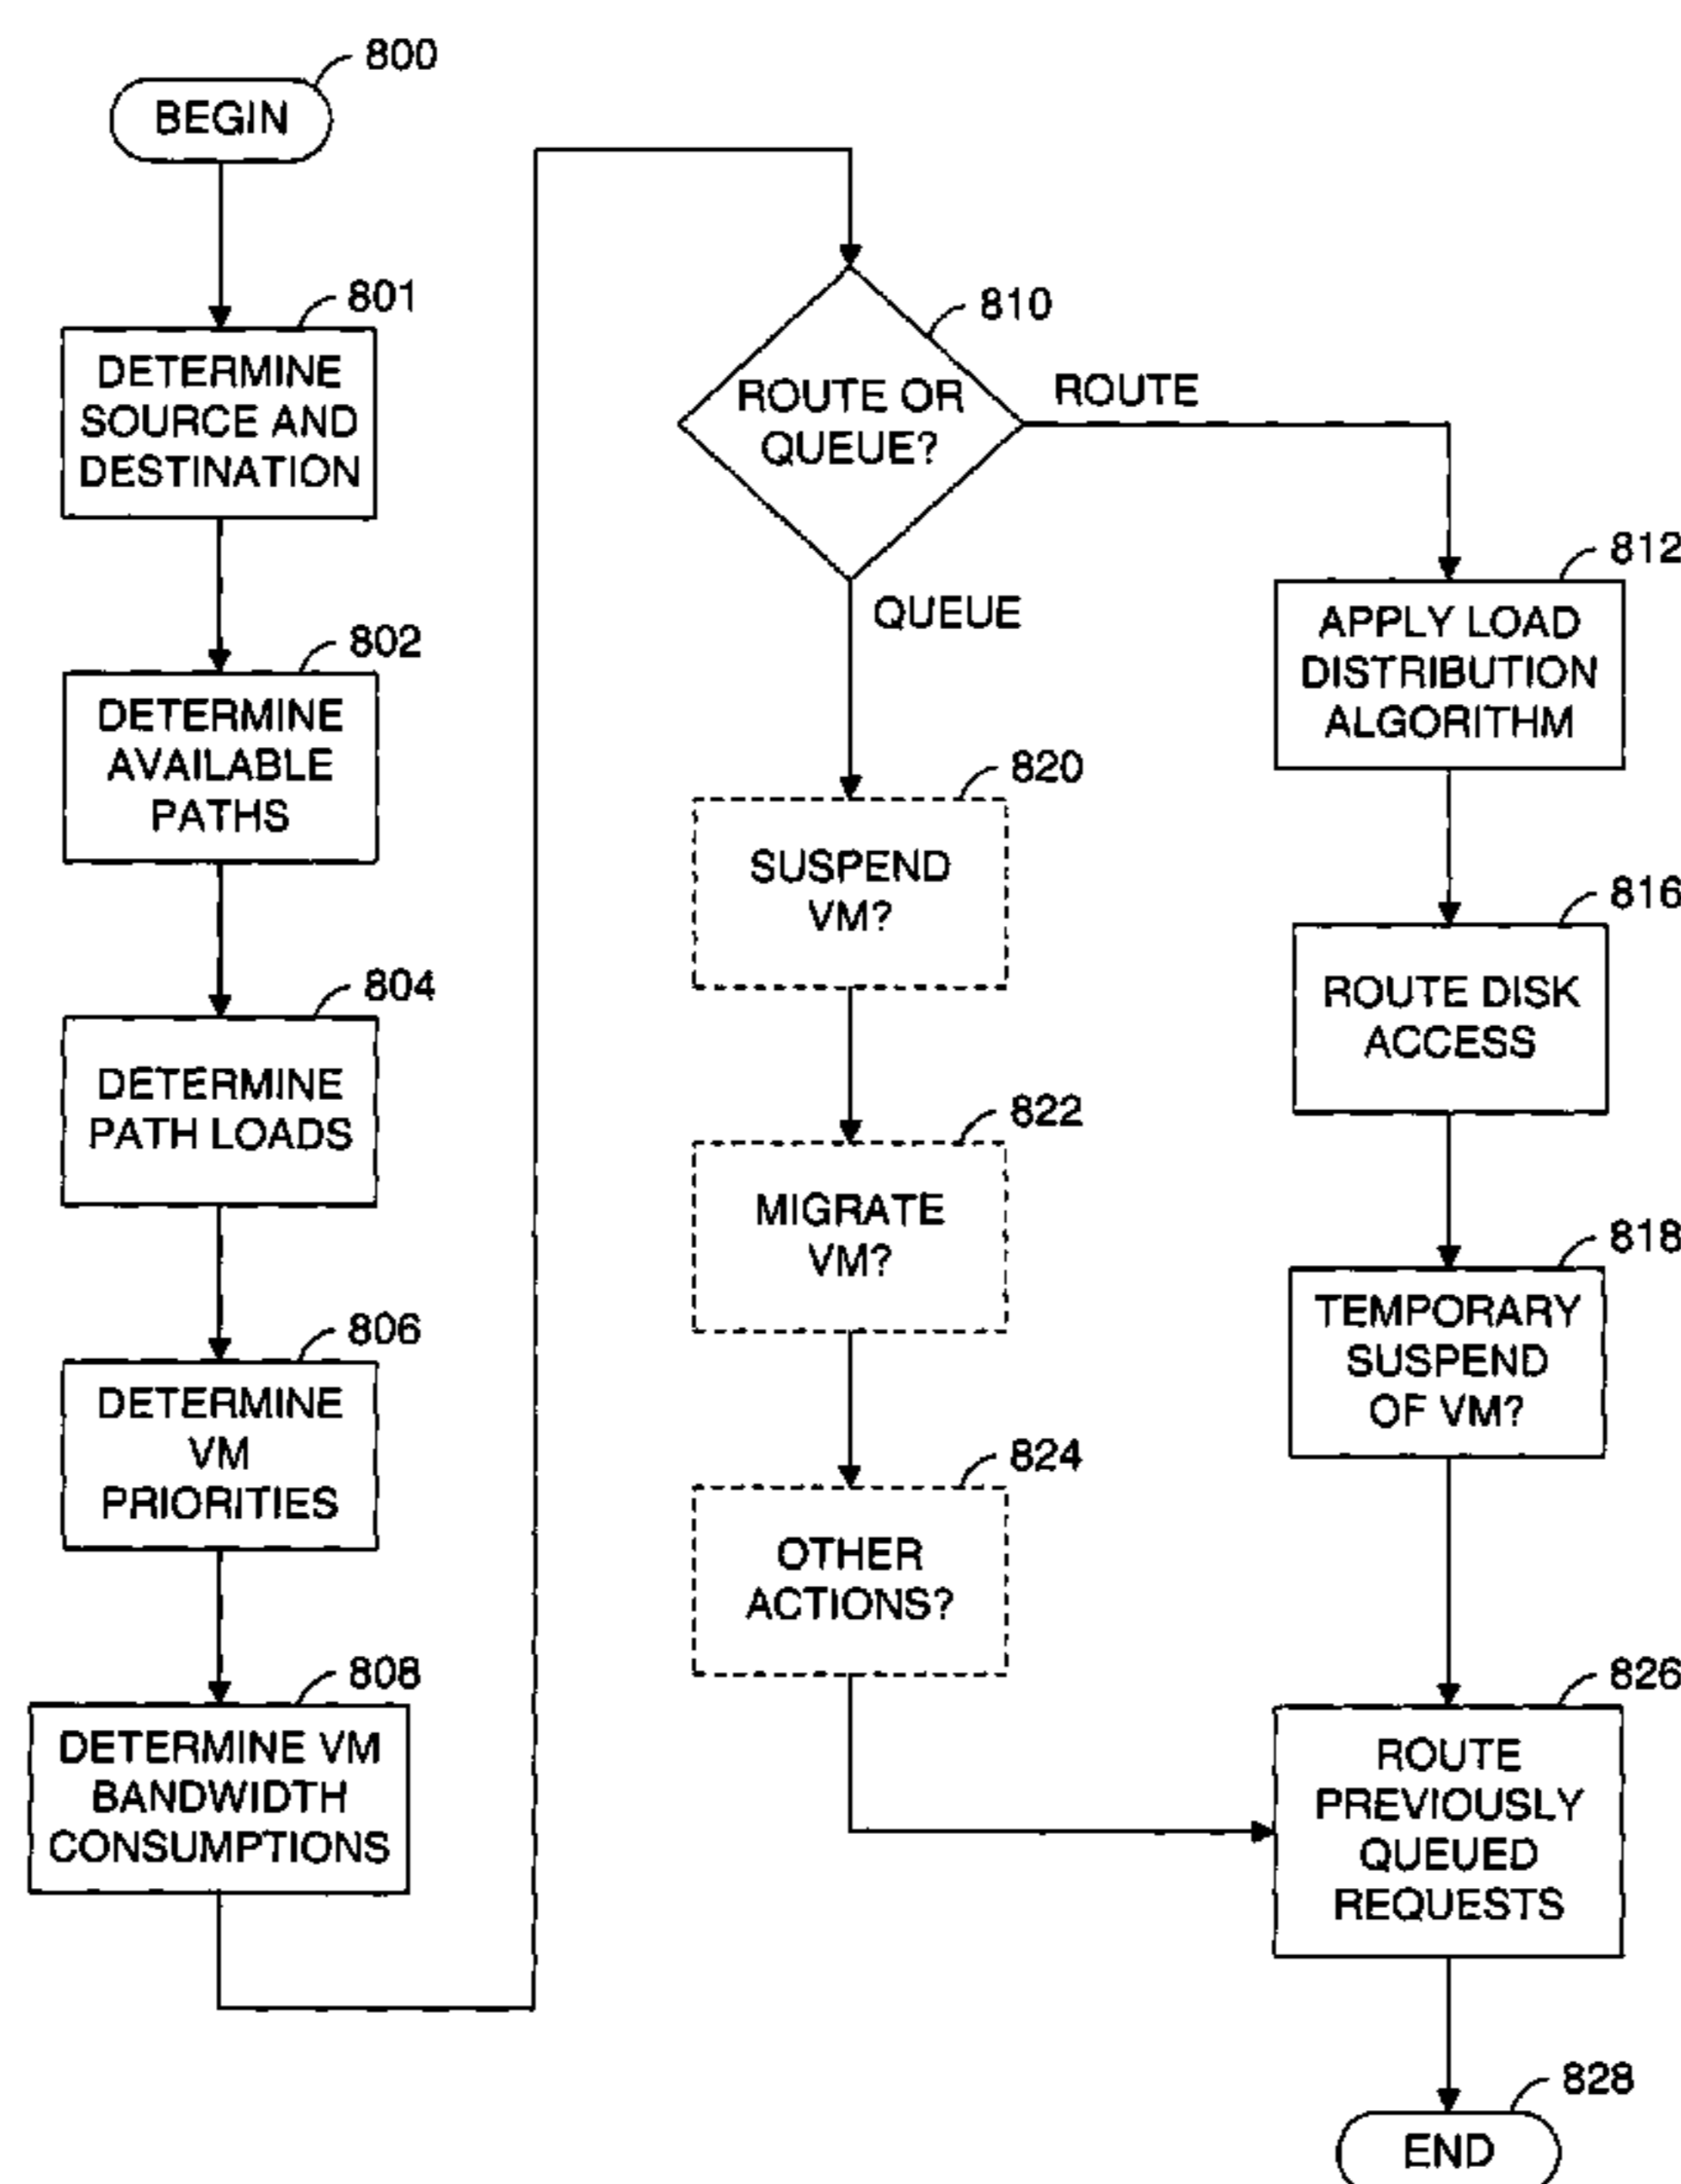 800
BEGIN
801
DETERMINE
SOURCE AND
DESTINATION
802
DETERMINE
AVAILABLE
PATHS
804
DETERMINE
PATH LOADS
806
DETERMINE
VM
PRIORITIES
808
DETERMINE VM
BANDWIDTH
CONSUMPTIONS
810
ROUTE OR
QUEUE?
ROUTE
QUEUE
820
SUSPEND
VM?
822
MIGRATE
VM?
824
OTHER
ACTIONS?
812
APPLY LOAD
DISTRIBUTION
ALGORITHM
816
ROUTE DISK
ACCESS
818
TEMPORARY
SUSPEND
OF VM?
826
ROUTE
PREVIOUSLY
QUEUED
REQUESTS
828
END